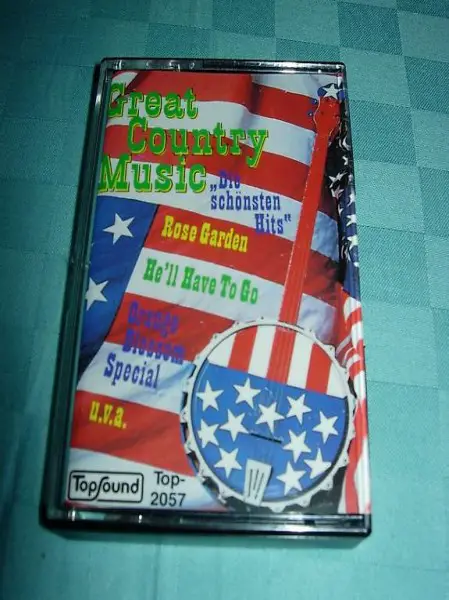 Great
Country
Music
„Die
schönsten
Hits"
Rose Garden
He'll Have To Go
Orange
Blossom
Special
u.v.a.
TopSound
Top-
2057